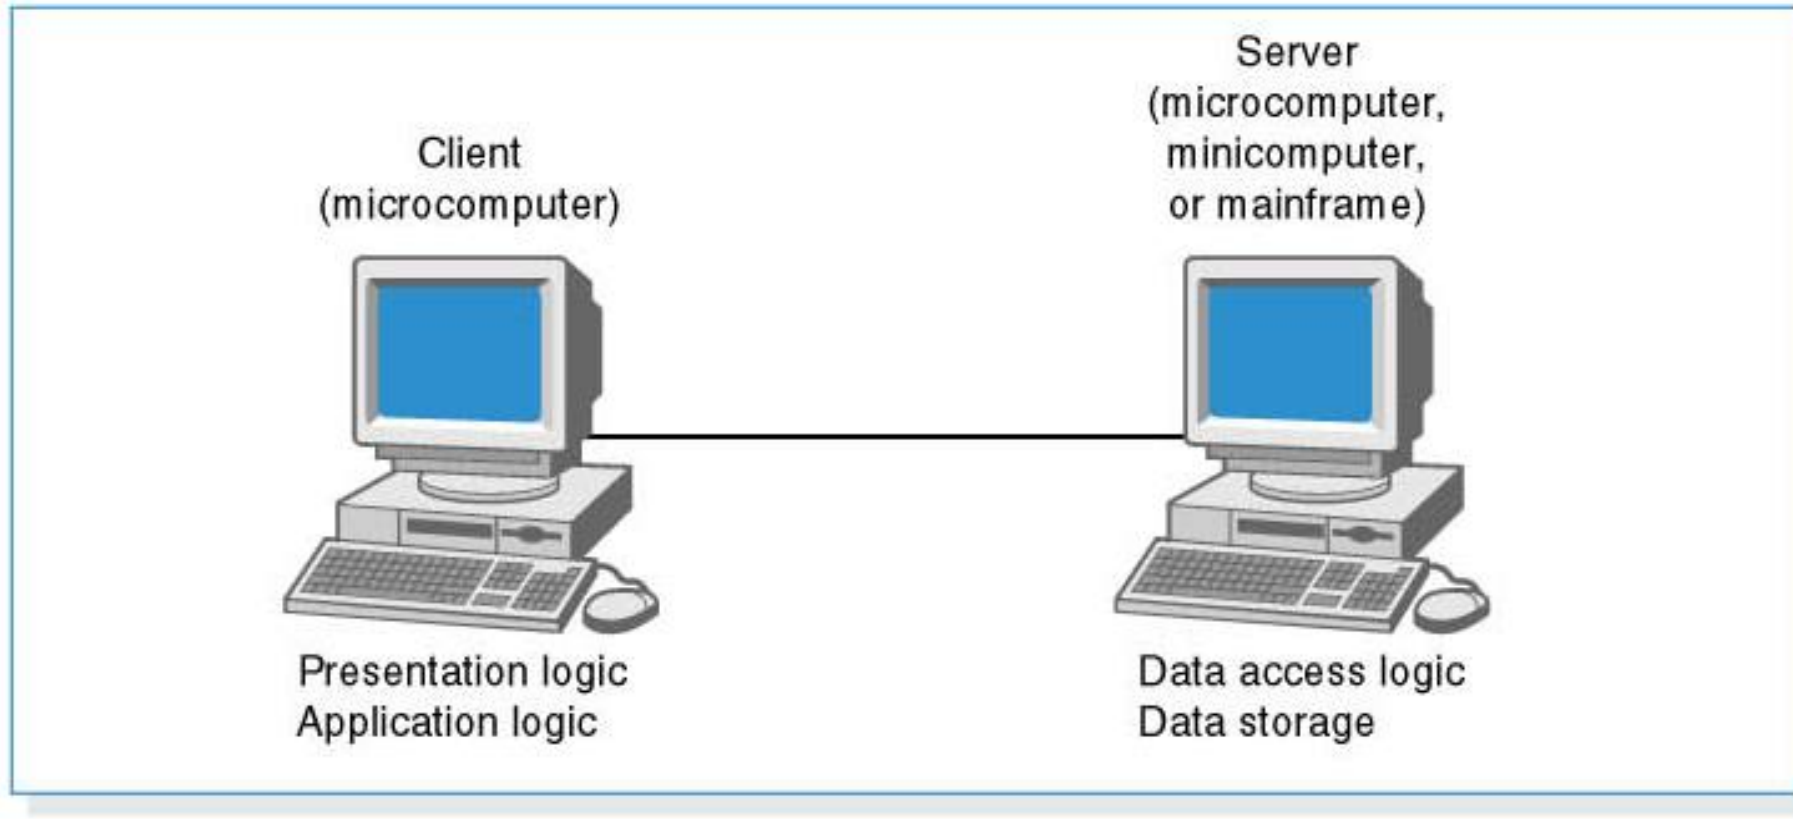 Client
(microcomputer)
Server
(microcomputer,
minicomputer,
or mainframe)
Presentation logic
Application logic
Data access logic
Data storage